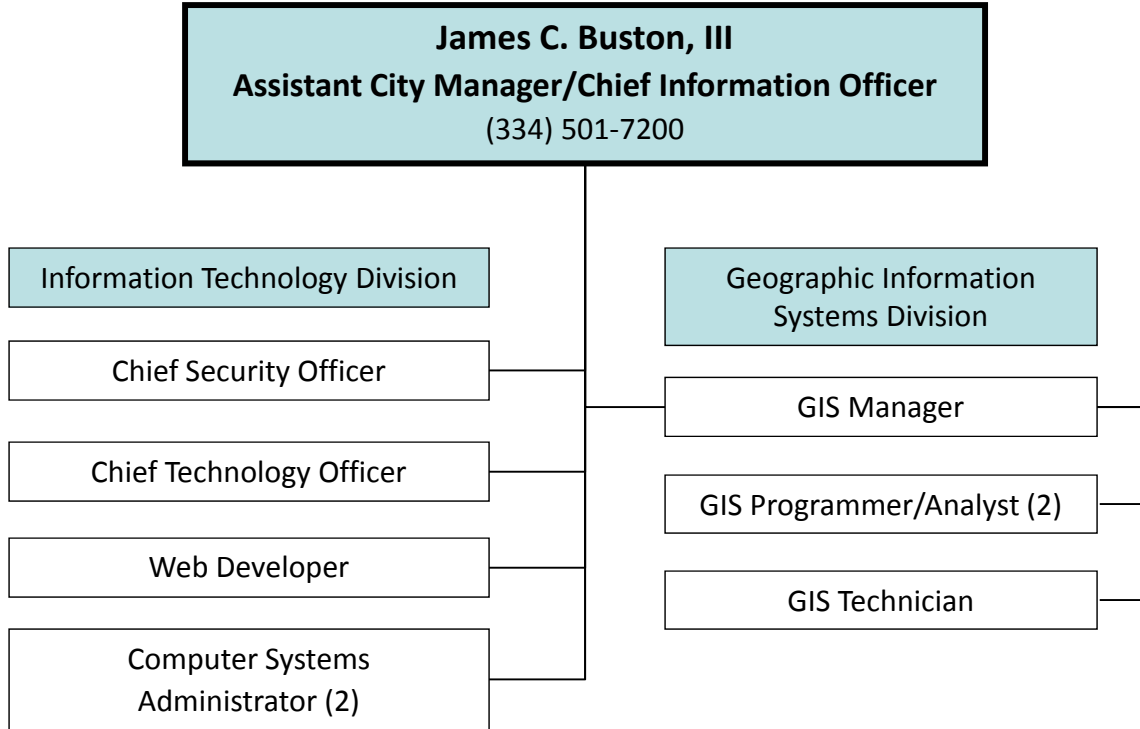 James C. Buston, III
Assistant City Manager/Chief Information Officer
(334) 501-7200
Information Technology Division
Chief Security Officer
Chief Technology Officer
Web Developer
Computer Systems
Administrator (2)
Geographic Information
Systems Division
GIS Manager
GIS Programmer/Analyst (2)
GIS Technician